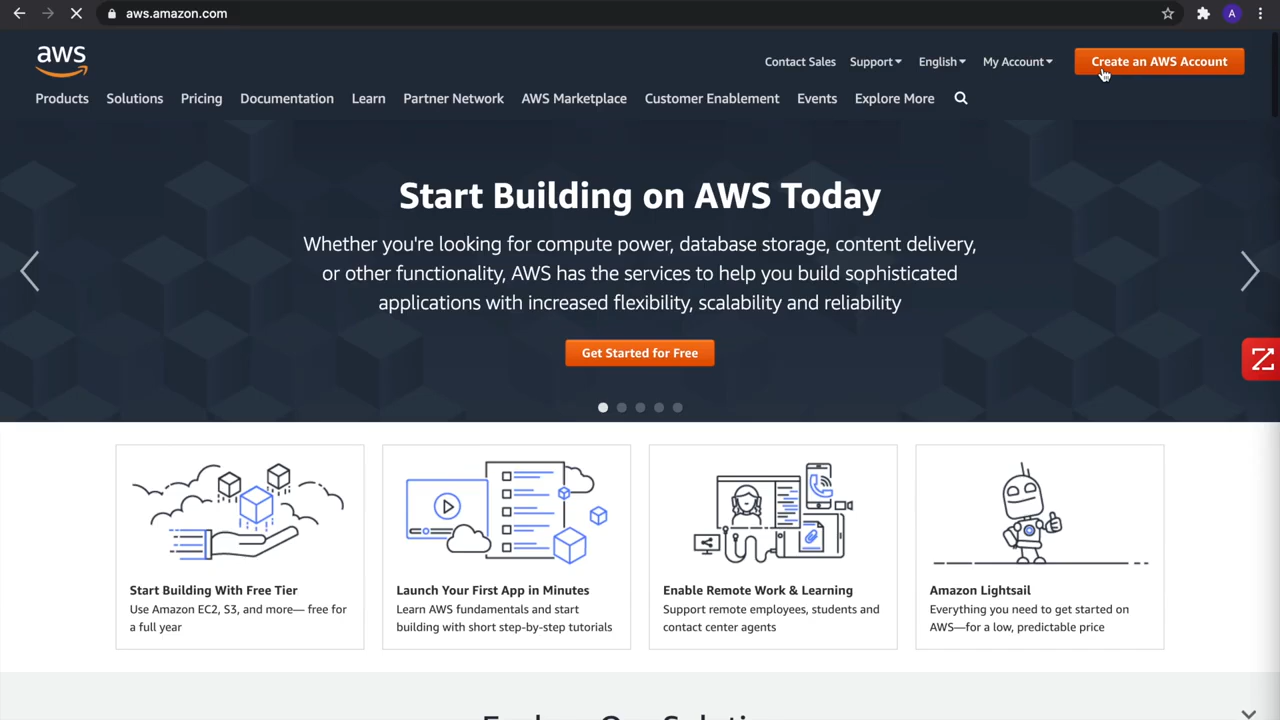 aws.amazon.com
A
aws
Contact Sales Support English My Account Create an AWS Account
Products Solutions Pricing Documentation Learn Partner Network AWS Marketplace Customer Enablement Events Explore More
Start Building on AWS Today
Whether you're looking for compute power, database storage, content delivery,
or other functionality, AWS has the services to help you build sophisticated
applications with increased flexibility, scalability and reliability
Get Started for Free
Start Building With Free Tier
Use Amazon EC2, S3, and more— free for
a full year
Launch Your First App in Minutes
Learn AWS fundamentals and start
building with short step-by-step tutorials
Enable Remote Work & Learning
Support remote employees, students and
contact center agents
Amazon Lightsail
Everything you need to get started on
AWS—for a low, predictable price